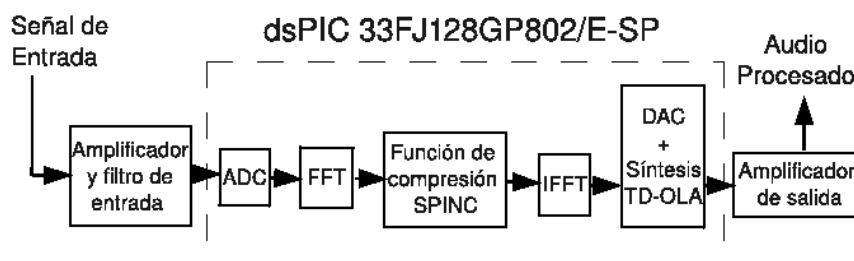 Señal de
Entrada
dsPIC 33FJ128GP802/E-SP
Audio
Procesado
Amplificador
y filtro de
entrada
ADC
FFT
Función de
compresión
SPINC
IFFT
DAC
+
Síntesis
TD-OLA
Amplificador
de salida